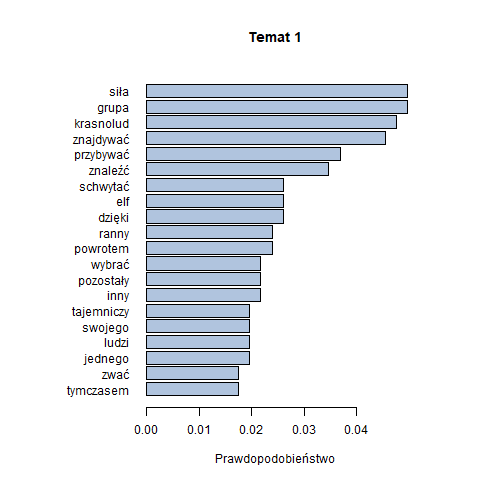 Temat 1
siła
grupa
krasnolud
znajdywać
przybywać
znaleźć
schwytać
elf
dzięki
ranny
powrotem
wybrać
pozostały
inny
tajemniczy
swojego
ludzi
jednego
zwać
tymczasem
0.00 0.01 0.02 0.03 0.04
Prawdopodobieństwo